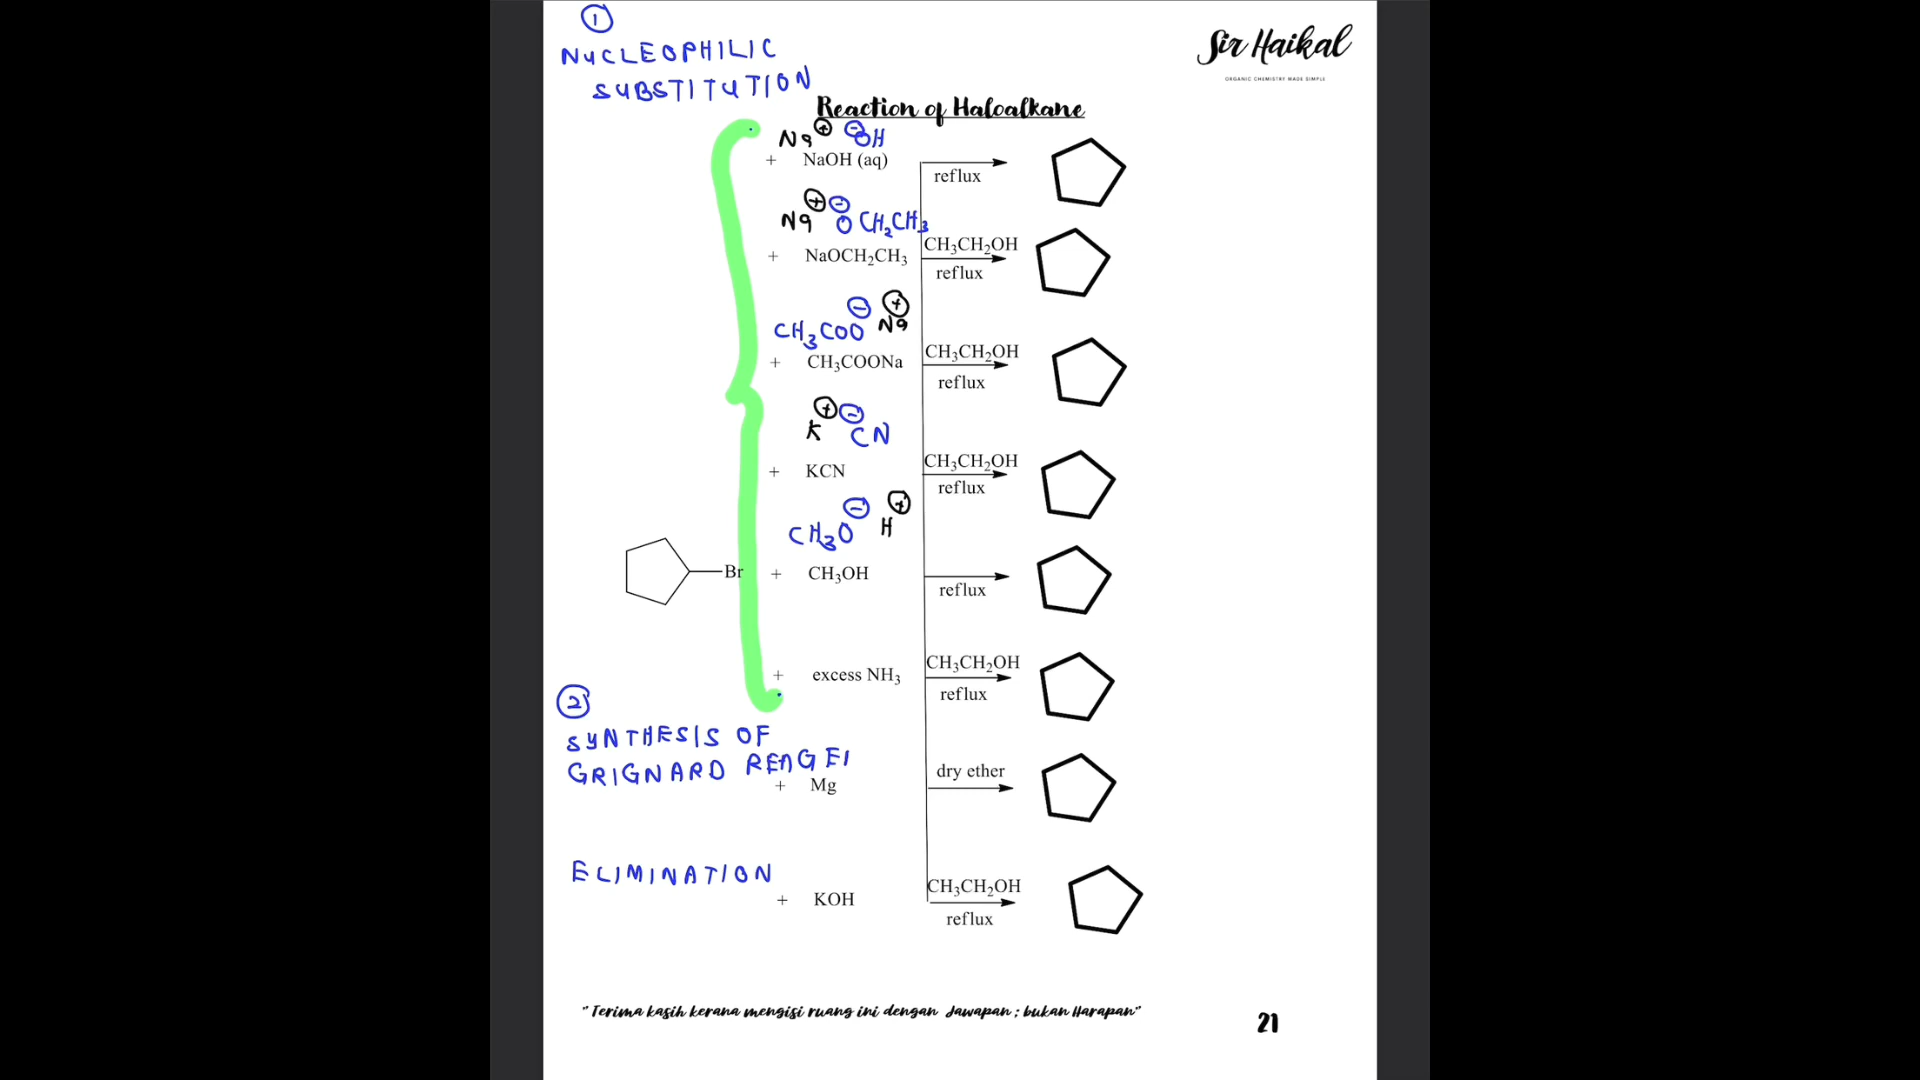 ①
NUCLEOPHILIC
SUBSTITUTION
Sir Haikal
ORGANIC CHEMISTRY MADE SIMPLE
Reaction of Haloalkane
Na⊕ ⊖OH
+ NaOH (aq)
reflux
Na⊕ ⊖OCH₂CH₃
+ NaOCH₂CH₃
CH₃CH₂OH
reflux
CH₃COO⊖ Na⊕
+ CH₃COONa
CH₃CH₂OH
reflux
K⊕ ⊖CN
+ KCN
CH₃CH₂OH
reflux
CH₃O⊖ H⊕
Br + CH₃OH
reflux
+ excess NH₃
CH₃CH₂OH
reflux
②
SYNTHESIS OF
GRIGNARD REAGEI
+ Mg
dry ether
ELIMINATION
+ KOH
CH₃CH₂OH
reflux
"Terima kasih kerana mengisi ruang ini dengan Jawapan ; bukan Harapan"
21